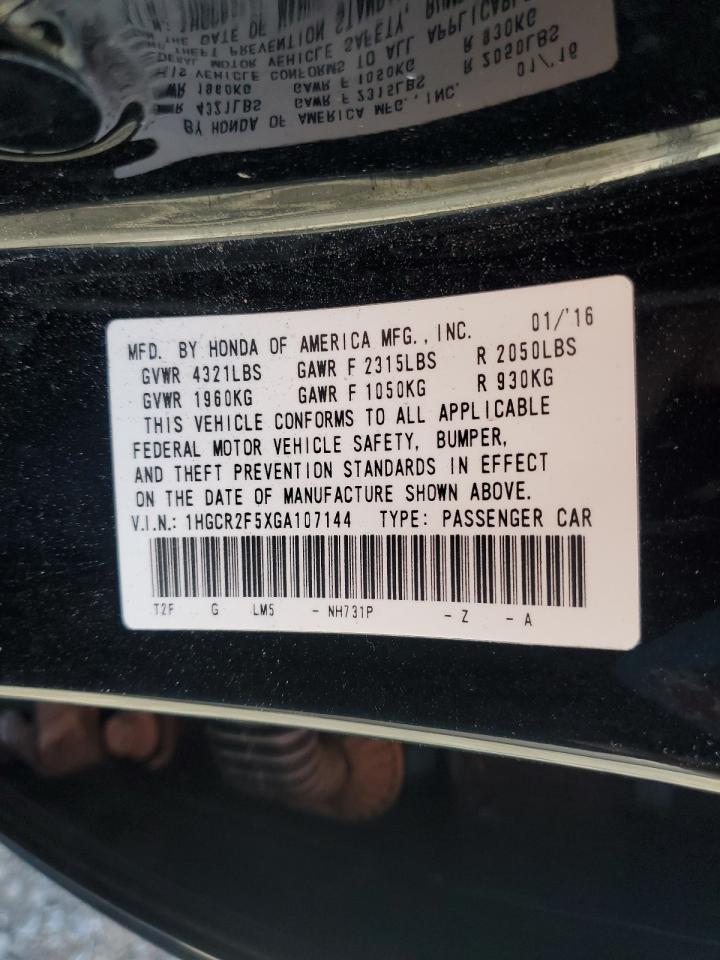 MFD. BY HONDA OF AMERICA MFG., INC. 01/'16
GVWR 4321LBS GAWR F 2315LBS R 2050LBS
GVWR 1960KG GAWR F 1050KG R 930KG
THIS VEHICLE CONFORMS TO ALL APPLICABLE
FEDERAL MOTOR VEHICLE SAFETY, BUMPER,
AND THEFT PREVENTION STANDARDS IN EFFECT
ON THE DATE OF MANUFACTURE SHOWN ABOVE.
V.I.N.: 1HGCR2F5XGA107144 TYPE: PASSENGER CAR
T2F G LM5 - NH731P - Z - A